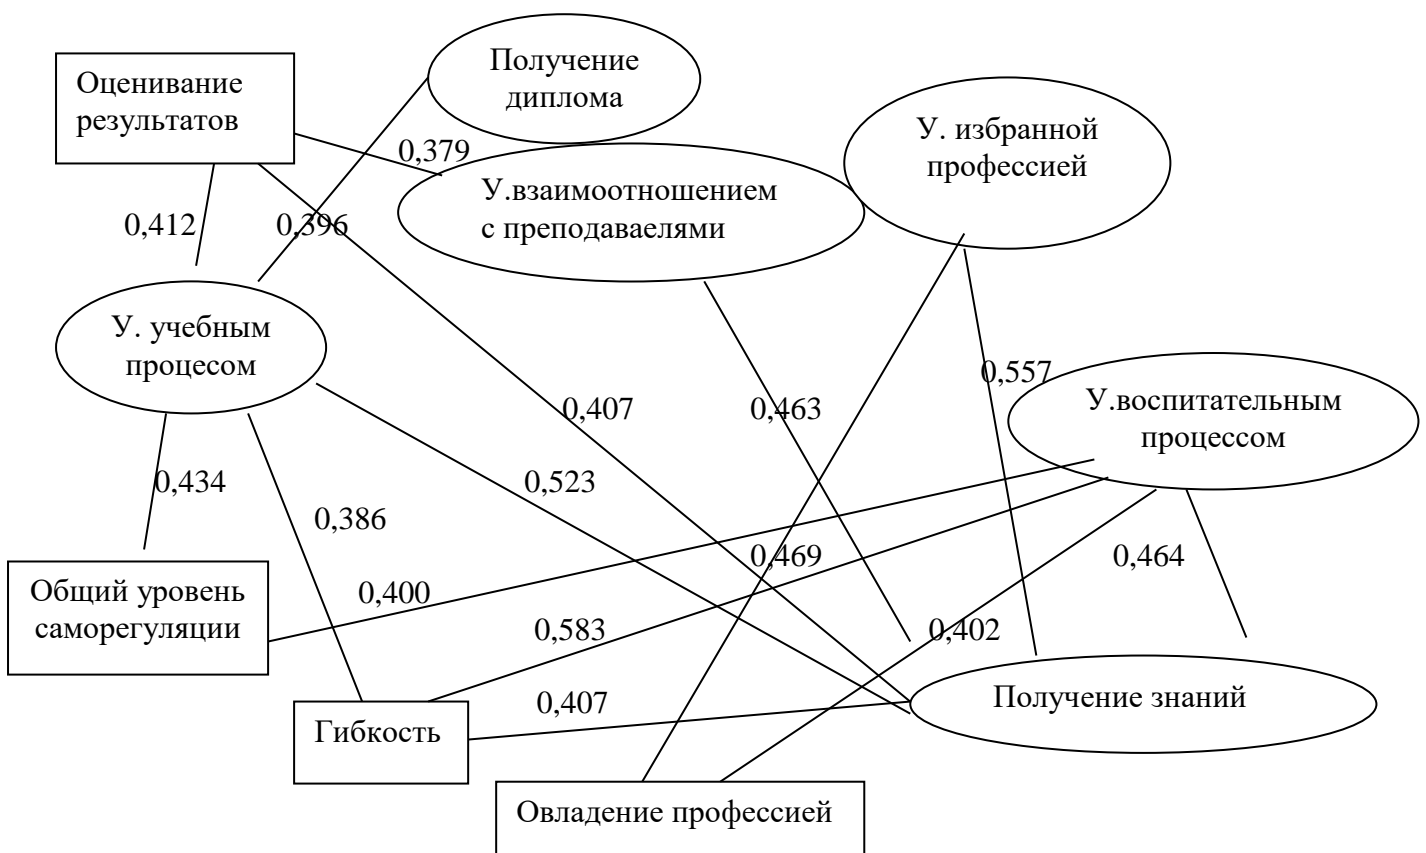 Получение
диплома
Оценивание
результатов
У. избранной
профессией
0,379
У.взаимоотношением
с преподаваелями
0,412
0,396
У. учебным
процесом
0,557
0,407
0,463
У.воспитательным
процессом
0,434
0,523
0,386
0,469
0,464
Общий уровень
саморегуляции
0,400
0,583
0,402
0,407
Получение знаний
Гибкость
Овладение профессией